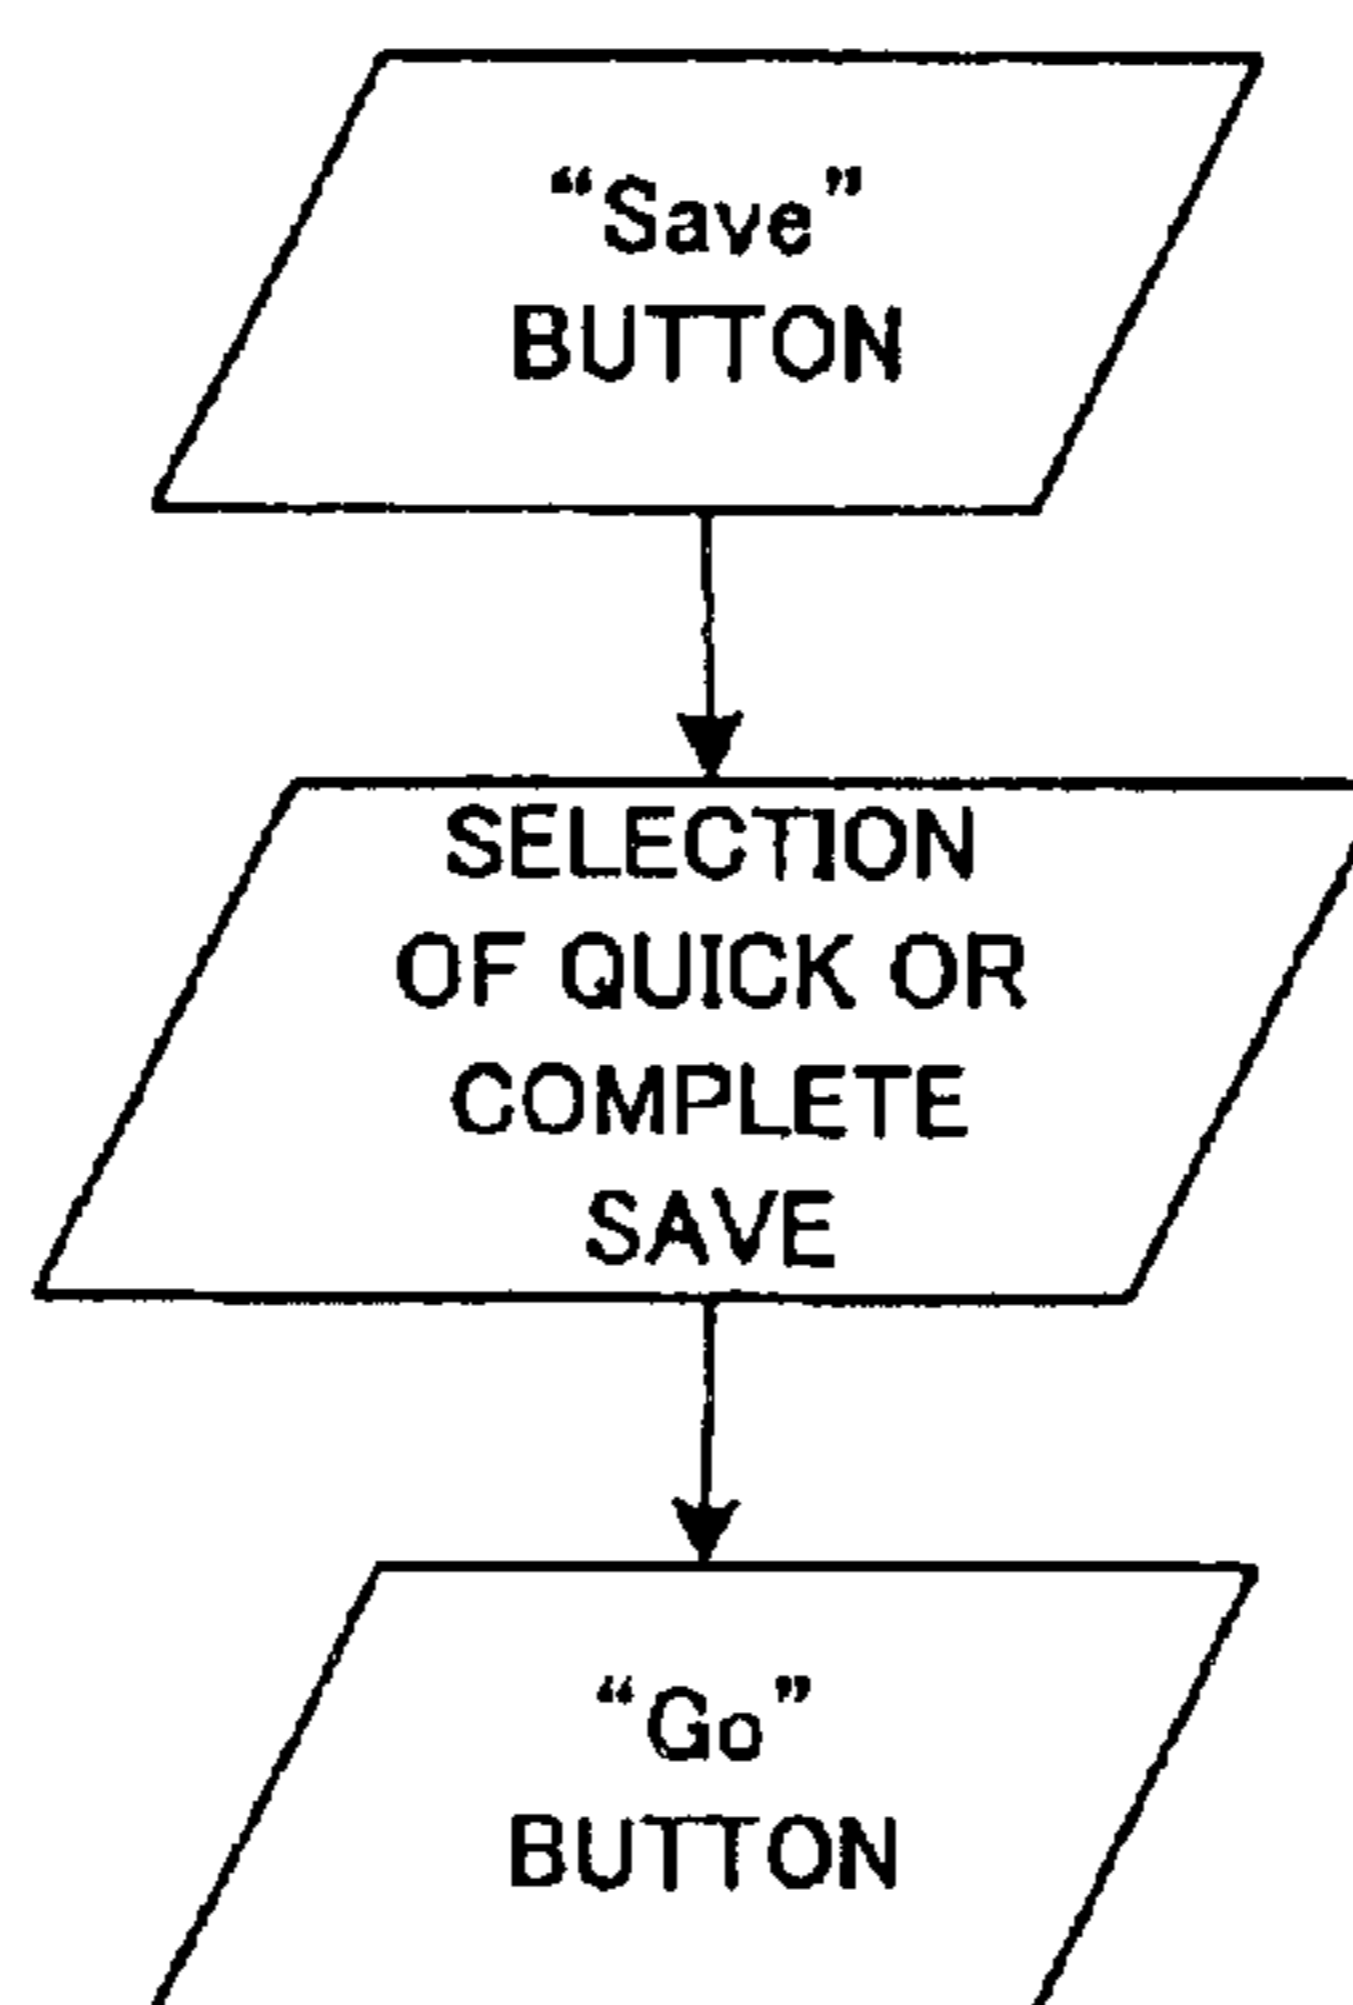 “Save”
BUTTON
SELECTION
OF QUICK OR
COMPLETE
SAVE
“Go”
BUTTON